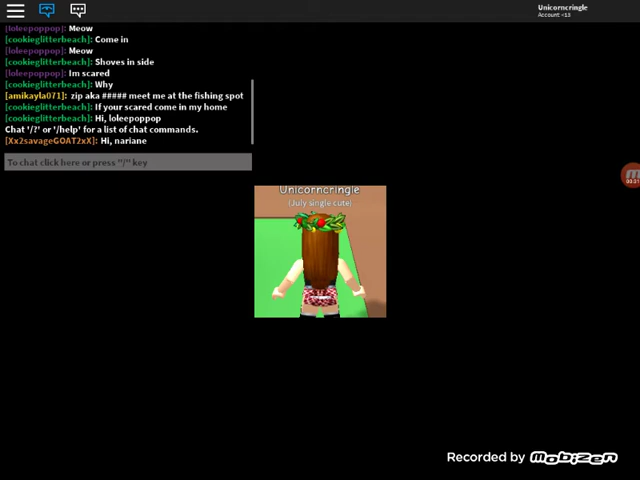 Unicorncringle
Account <13
[loleepoppop]: Meow
[cookieglitterbeach]: Come in
[loleepoppop]: Meow
[cookieglitterbeach]: Shoves in side
[loleepoppop]: Im scared
[cookieglitterbeach]: Why
[amikayla071]: zip aka ##### meet me at the fishing spot
[cookieglitterbeach]: If your scared come in my home
[cookieglitterbeach]: Hi, loleepoppop
Chat '/?' or '/help' for a list of chat commands.
[Xx2savageGOAT2xX]: Hi, nariane
To chat click here or press "/" key
Unicorncringle
(July single cute)
Recorded by MOBIZEN